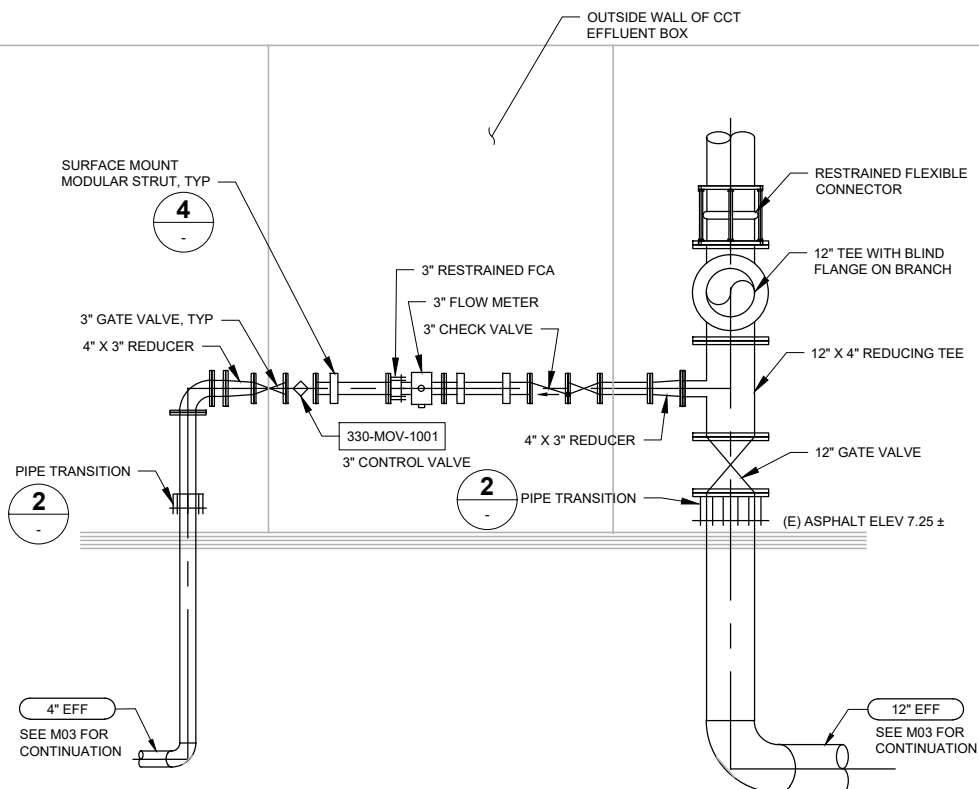 OUTSIDE WALL OF CCT
EFFLUENT BOX
SURFACE MOUNT
MODULAR STRUT, TYP
4
-
RESTRAINED FLEXIBLE
CONNECTOR
12" TEE WITH BLIND
FLANGE ON BRANCH
3" RESTRAINED FCA
3" FLOW METER
3" CHECK VALVE
3" GATE VALVE, TYP
4" X 3" REDUCER
12" X 4" REDUCING TEE
330-MOV-1001
3" CONTROL VALVE
4" X 3" REDUCER
12" GATE VALVE
PIPE TRANSITION
2
-
2
-
PIPE TRANSITION
(E) ASPHALT ELEV 7.25 ±
4" EFF
SEE M03 FOR
CONTINUATION
12" EFF
SEE M03 FOR
CONTINUATION